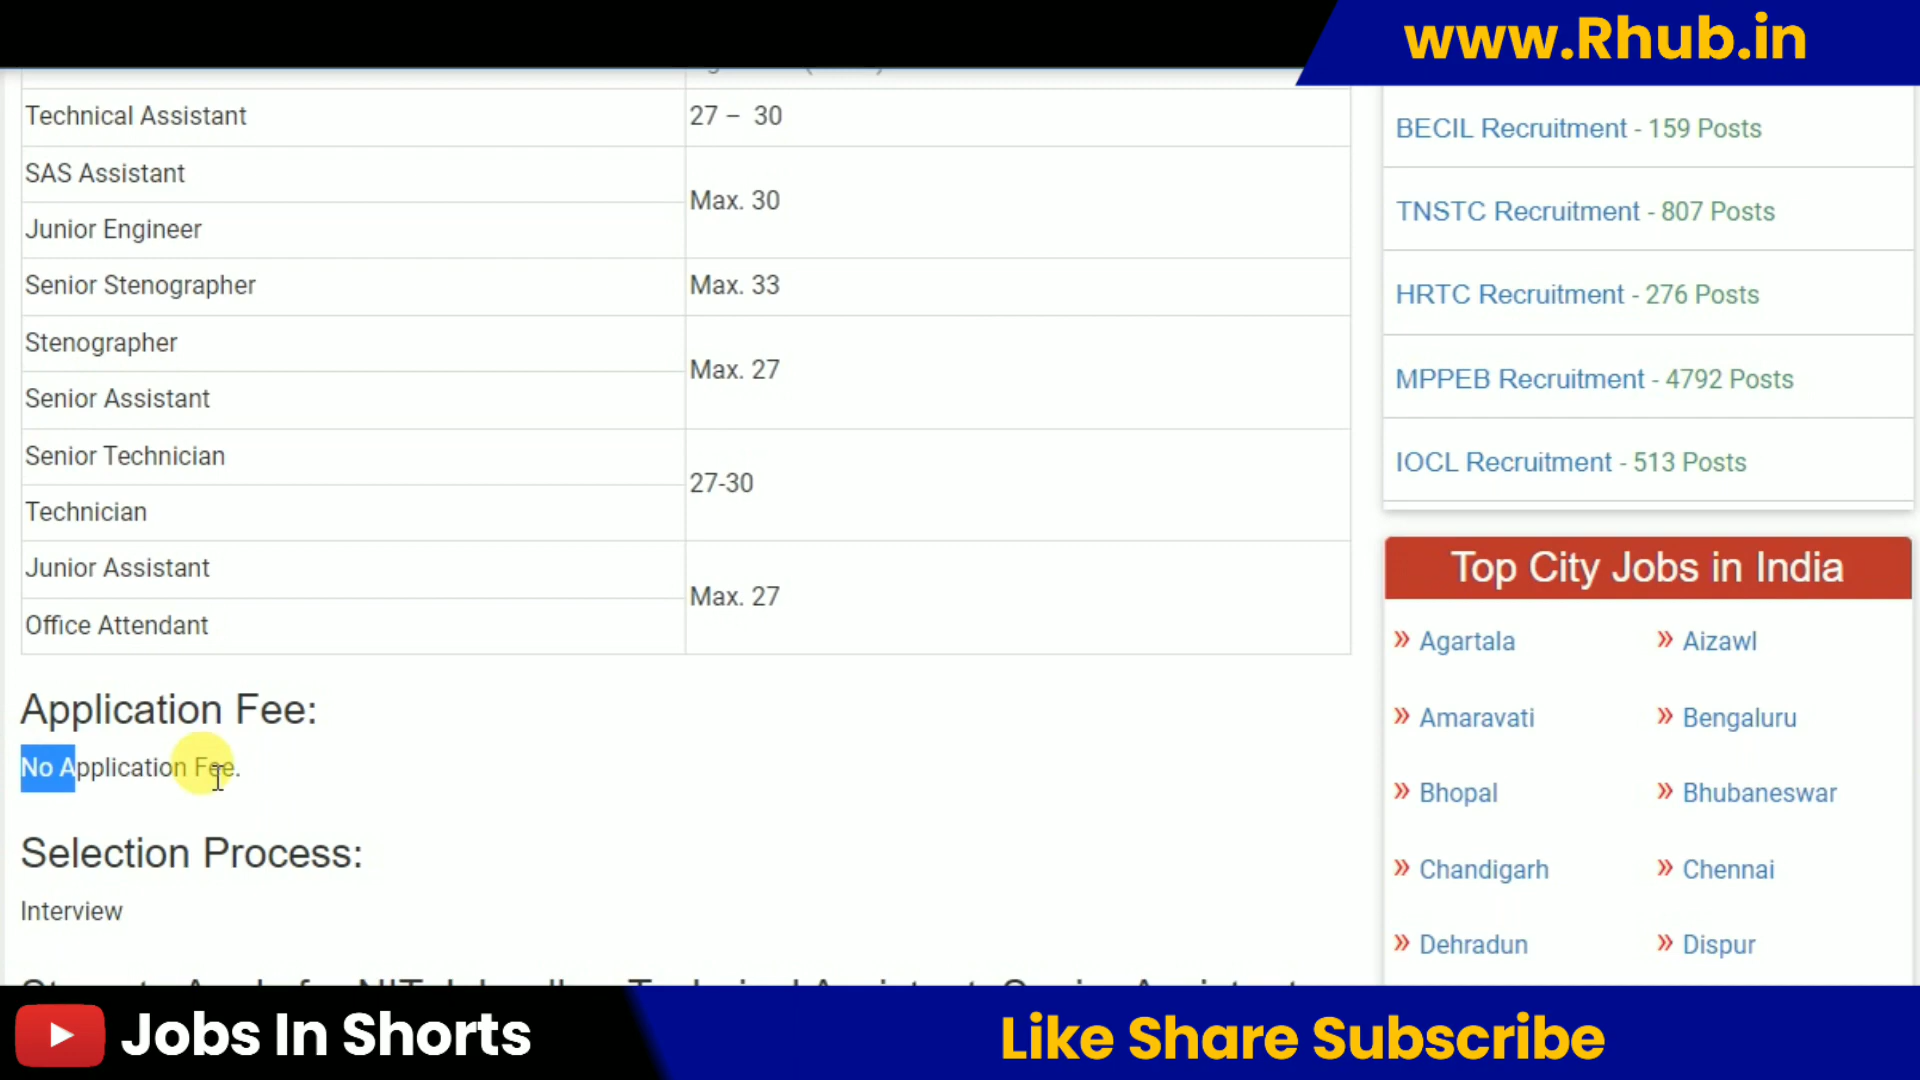 www.Rhub.in
Technical Assistant
27 – 30
SAS Assistant
Max. 30
Junior Engineer
Senior Stenographer
Max. 33
Stenographer
Max. 27
Senior Assistant
Senior Technician
27-30
Technician
Junior Assistant
Max. 27
Office Attendant
Application Fee:
No Application Fee.
Selection Process:
Interview
BECIL Recruitment - 159 Posts
TNSTC Recruitment - 807 Posts
HRTC Recruitment - 276 Posts
MPPEB Recruitment - 4792 Posts
IOCL Recruitment - 513 Posts
Top City Jobs in India
» Agartala
» Aizawl
» Amaravati
» Bengaluru
» Bhopal
» Bhubaneswar
» Chandigarh
» Chennai
» Dehradun
» Dispur
Jobs In Shorts
Like Share Subscribe